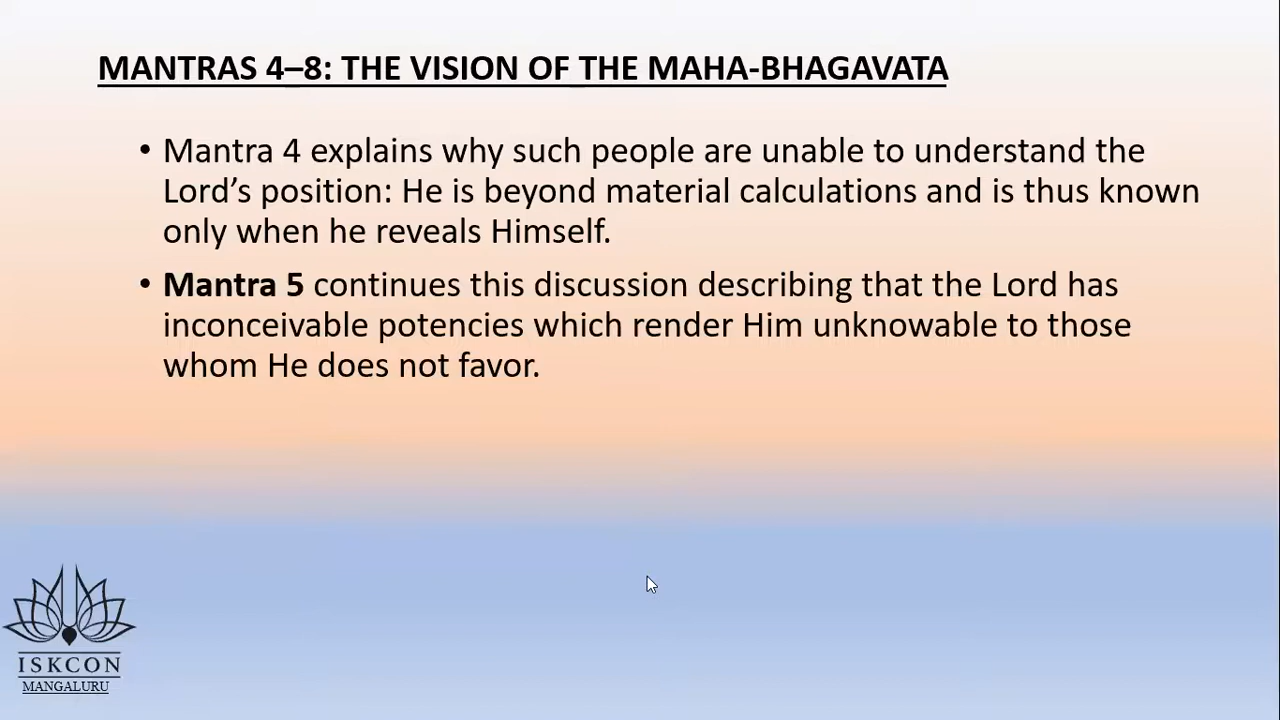 MANTRAS 4–8: THE VISION OF THE MAHA-BHAGAVATA
• Mantra 4 explains why such people are unable to understand the
Lord’s position: He is beyond material calculations and is thus known
only when he reveals Himself.
• Mantra 5 continues this discussion describing that the Lord has
inconceivable potencies which render Him unknowable to those
whom He does not favor.
ISKCON
MANGALURU